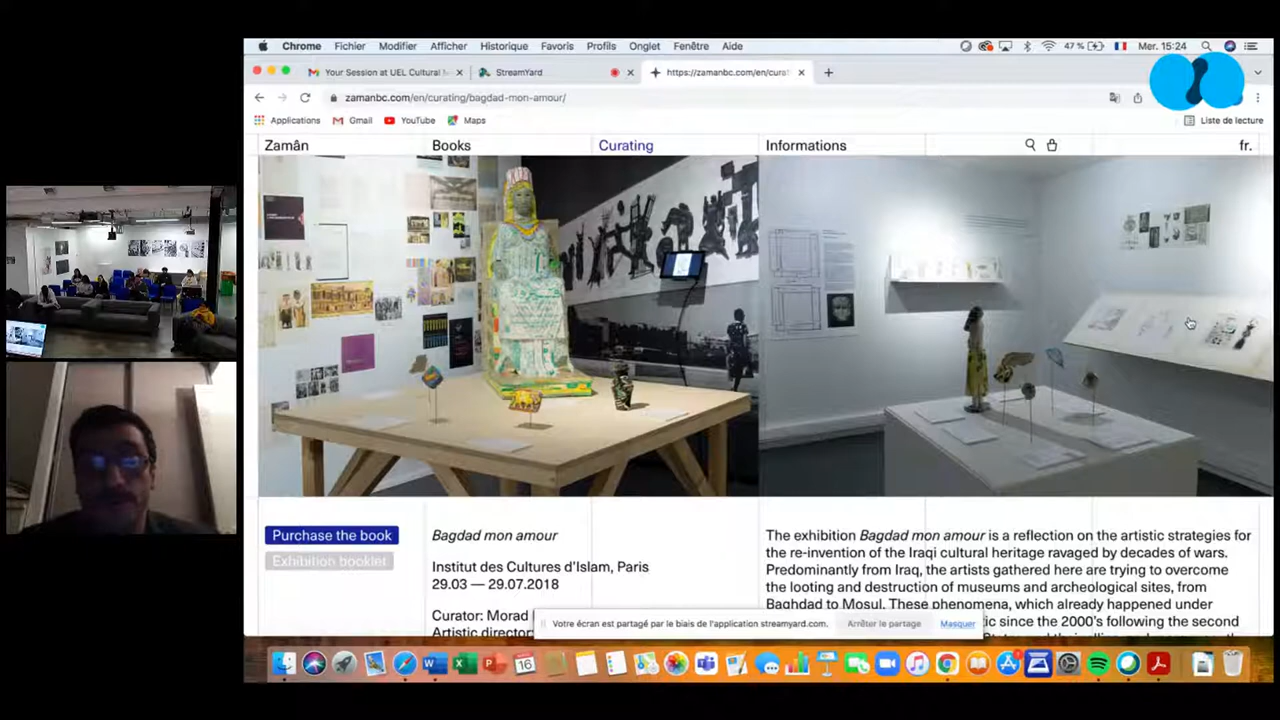 Chrome Fichier Modifier Afficher Historique Favoris Profils Onglet Fenêtre Aide 47 % Mer. 15:24
Your Session at UEL Cultural
StreamYard
https://zamanbc.com/en/curat
zamanbc.com/en/curating/bagdad-mon-amour/
Applications Gmail YouTube Maps Liste de lecture
Zamân Books Curating Informations fr.
Purchase the book
Exhibition booklet
Bagdad mon amour
Institut des Cultures d'Islam, Paris
29.03 — 29.07.2018
Curator: Morad
Artistic director
The exhibition Bagdad mon amour is a reflection on the artistic strategies for
the re-invention of the Iraqi cultural heritage ravaged by decades of wars.
Predominantly from Iraq, the artists gathered here are trying to overcome
the looting and destruction of museums and archeological sites, from
Baghdad to Mosul. These phenomena, which already happened under
tic since the 2000's following the second
Votre écran est partagé par le biais de l'application streamyard.com. Arrêter le partage Masquer
16